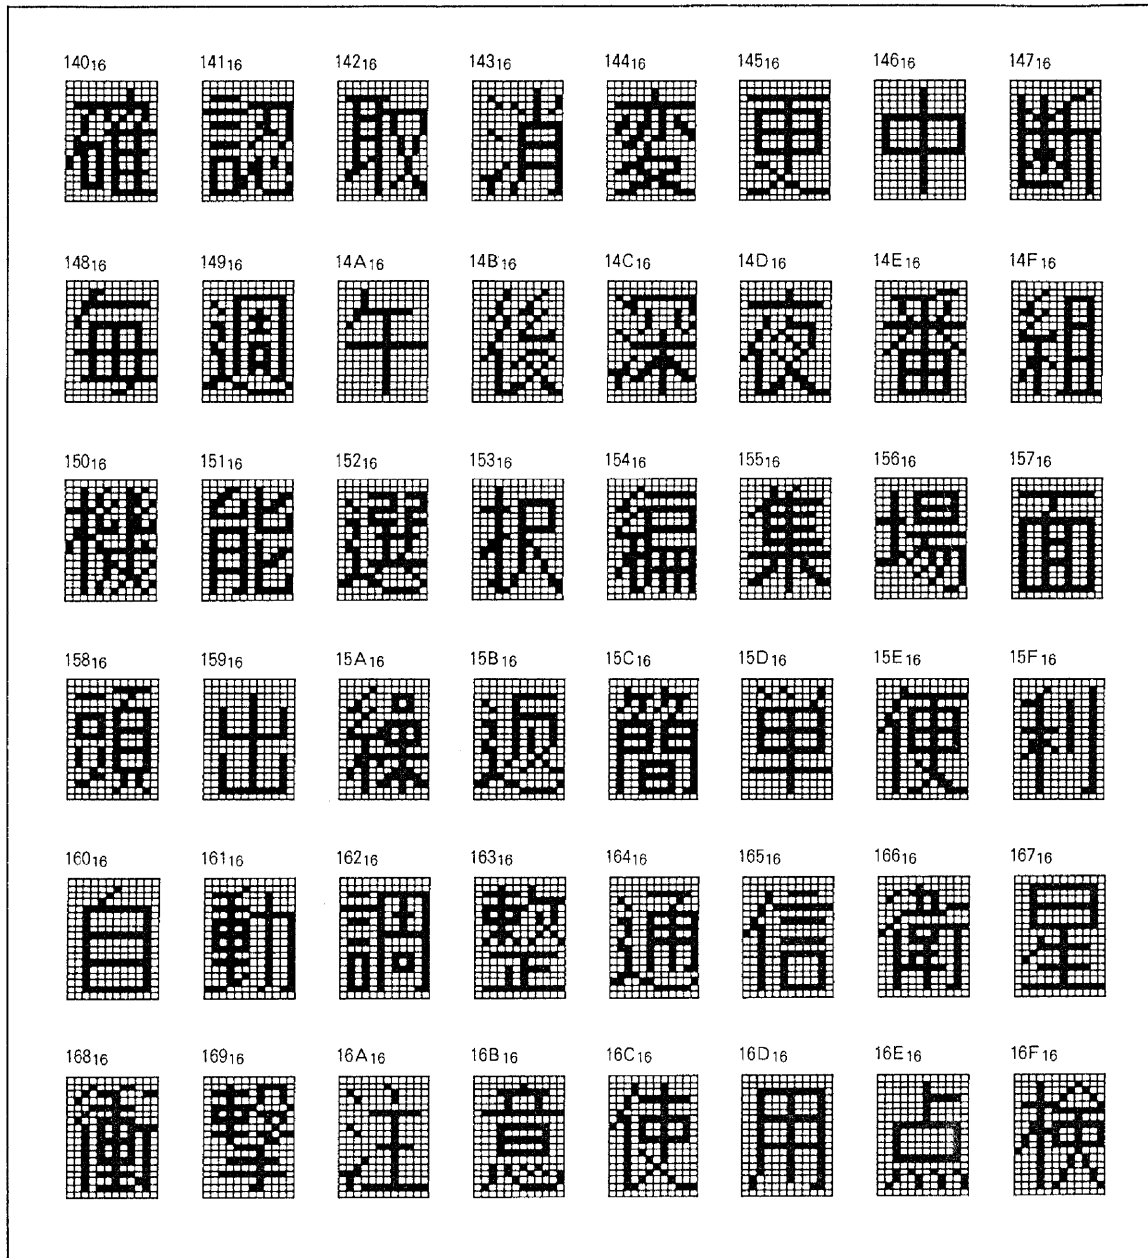 140₁₆ 141₁₆ 142₁₆ 143₁₆ 144₁₆ 145₁₆ 146₁₆ 147₁₆
確 認 取 消 変 更 中 断
148₁₆ 149₁₆ 14A₁₆ 14B₁₆ 14C₁₆ 14D₁₆ 14E₁₆ 14F₁₆
毎 週 午 後 深 夜 番 組
150₁₆ 151₁₆ 152₁₆ 153₁₆ 154₁₆ 155₁₆ 156₁₆ 157₁₆
機 能 選 択 編 集 場 面
158₁₆ 159₁₆ 15A₁₆ 15B₁₆ 15C₁₆ 15D₁₆ 15E₁₆ 15F₁₆
頭 出 繰 返 簡 単 便 利
160₁₆ 161₁₆ 162₁₆ 163₁₆ 164₁₆ 165₁₆ 166₁₆ 167₁₆
自 動 調 整 通 信 衛 星
168₁₆ 169₁₆ 16A₁₆ 16B₁₆ 16C₁₆ 16D₁₆ 16E₁₆ 16F₁₆
衝 撃 注 意 使 用 点 検